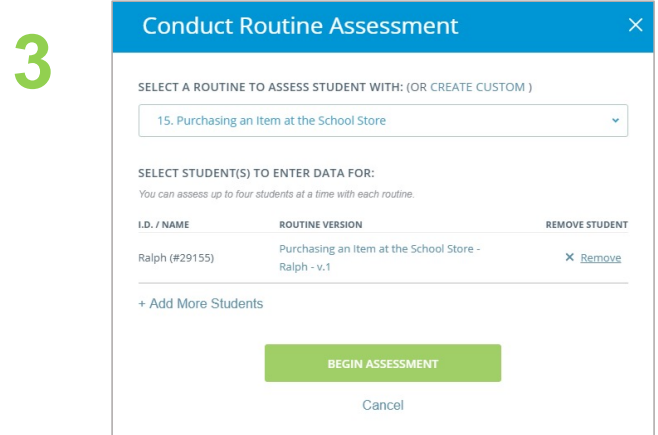 3
Conduct Routine Assessment
SELECT A ROUTINE TO ASSESS STUDENT WITH: (OR CREATE CUSTOM )
15. Purchasing an Item at the School Store
SELECT STUDENT(S) TO ENTER DATA FOR:
You can assess up to four students at a time with each routine.
I.D. / NAME ROUTINE VERSION REMOVE STUDENT
Ralph (#29155) Purchasing an Item at the School Store - × Remove
Ralph - v.1
+ Add More Students
BEGIN ASSESSMENT
Cancel